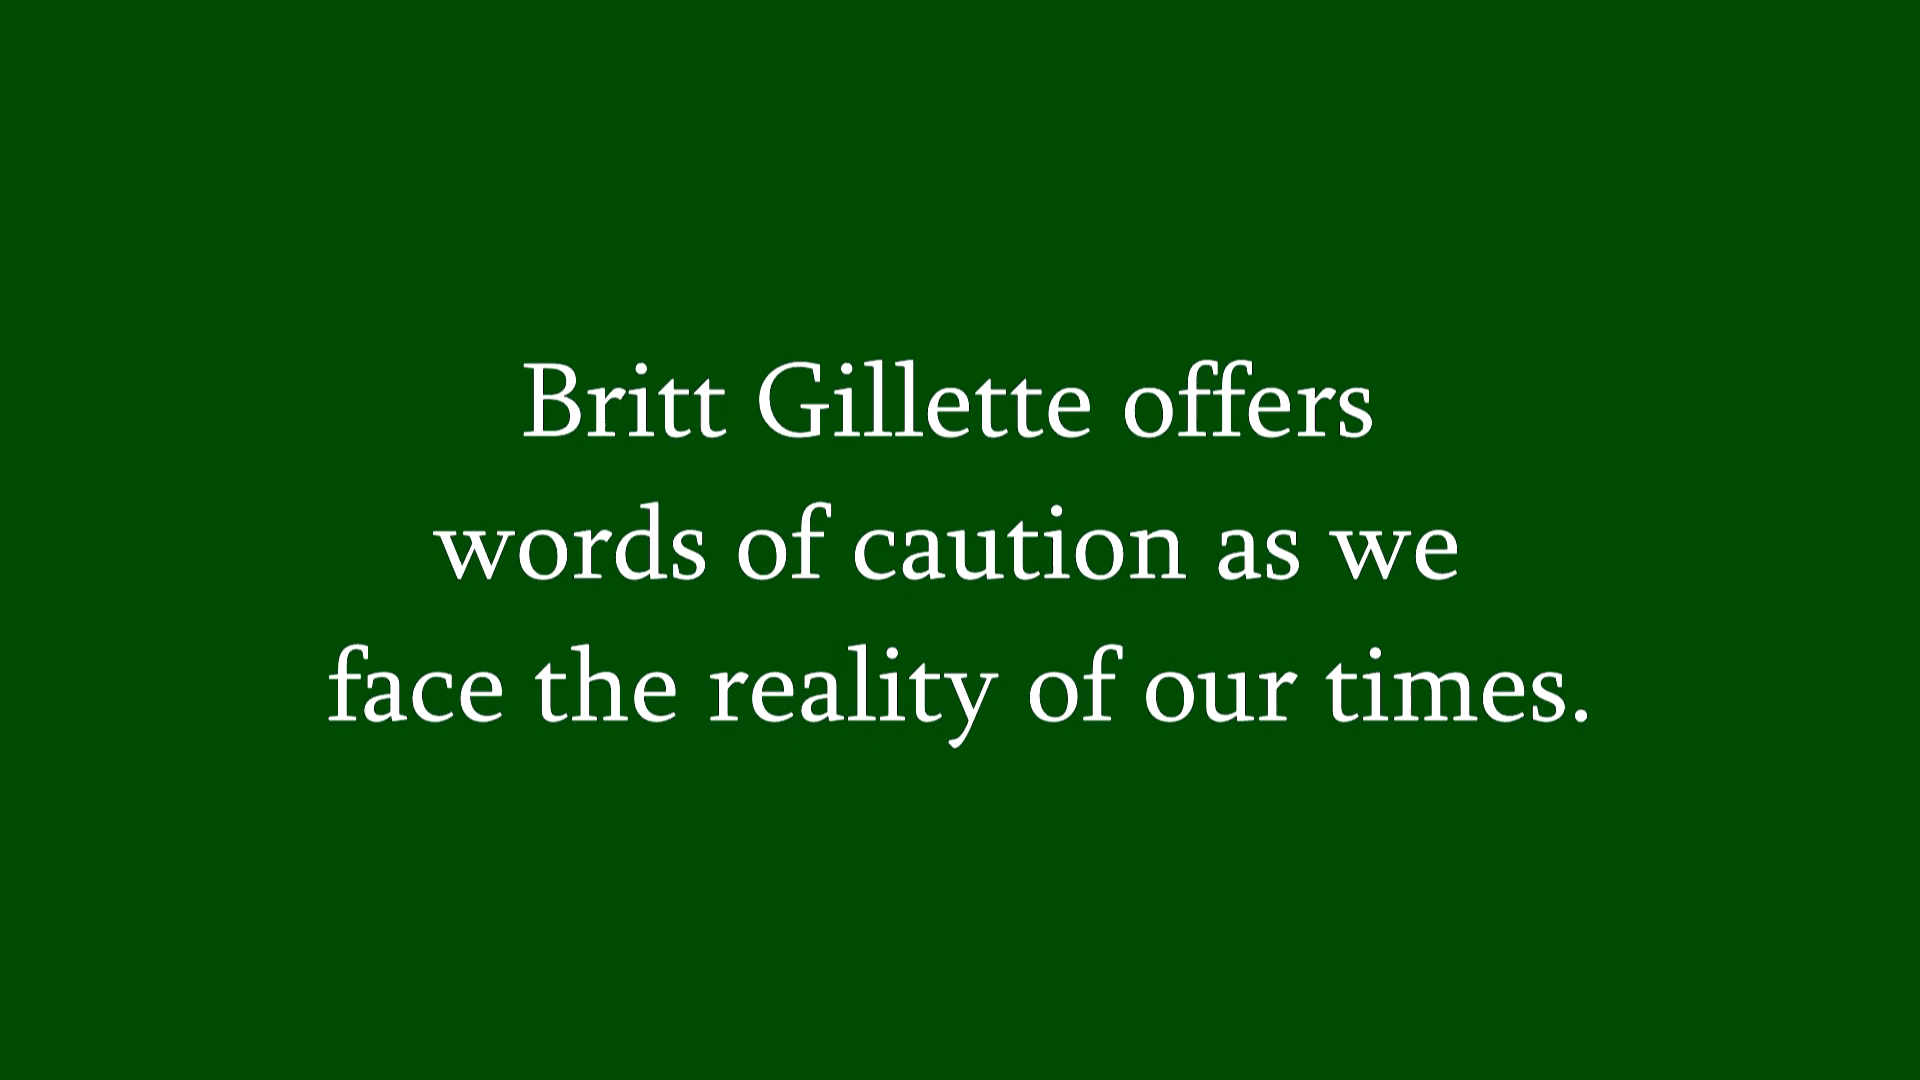 Britt Gillette offers
words of caution as we
face the reality of our times.